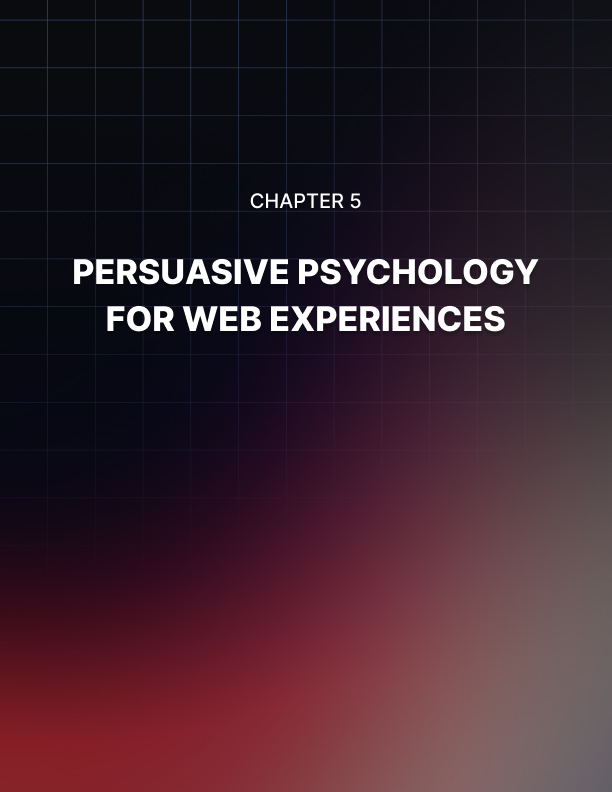 CHAPTER 5
PERSUASIVE PSYCHOLOGY
FOR WEB EXPERIENCES